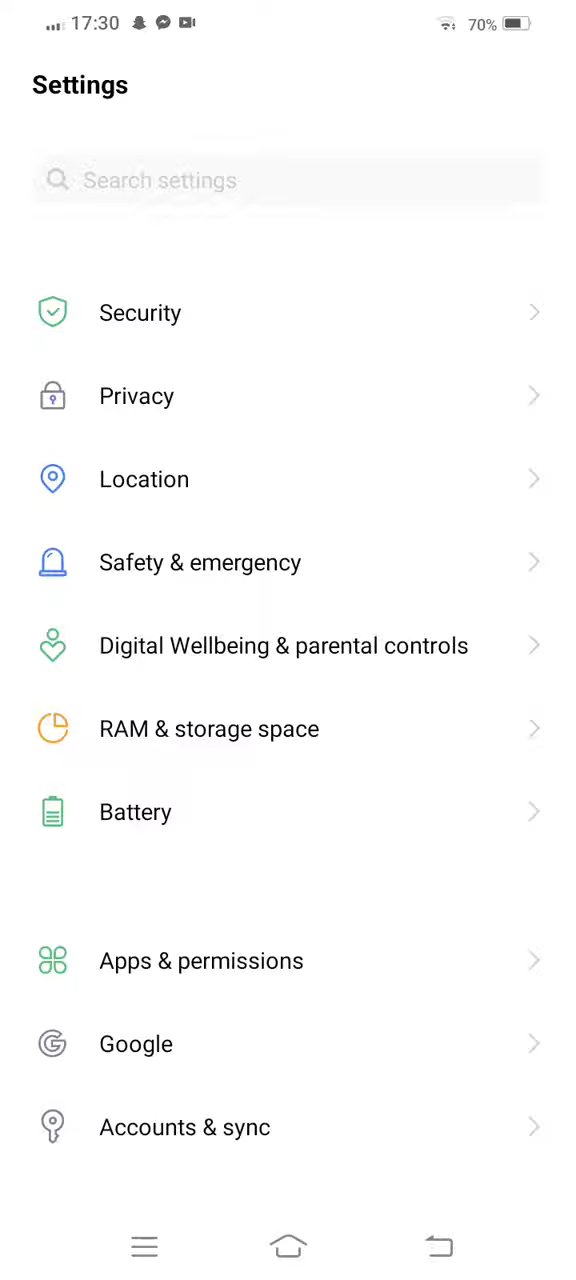 17:30 70%
Settings
Search settings
Security
Privacy
Location
Safety & emergency
Digital Wellbeing & parental controls
RAM & storage space
Battery
Apps & permissions
Google
Accounts & sync